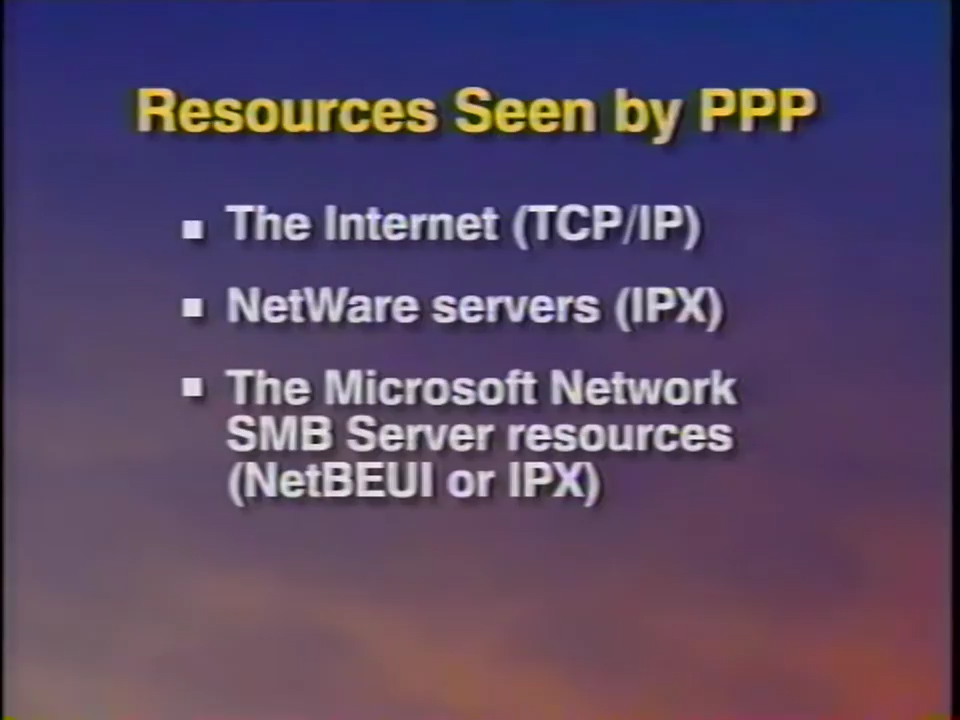 Resources Seen by PPP
▪ The Internet (TCP/IP)
▪ NetWare servers (IPX)
▪ The Microsoft Network
SMB Server resources
(NetBEUI or IPX)